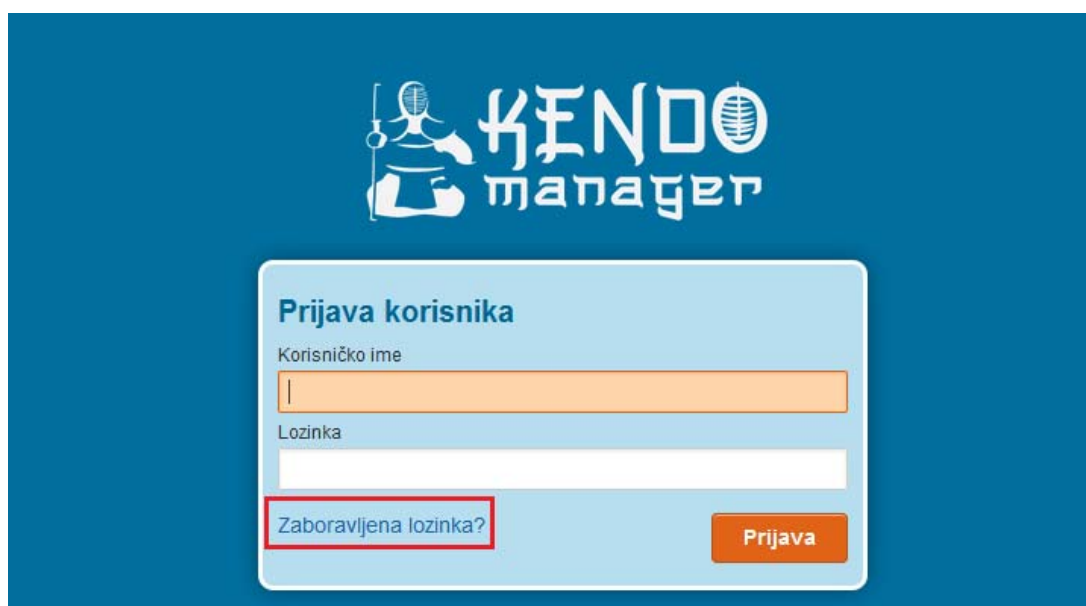 KENDO
manager
Prijava korisnika
Korisničko ime
Lozinka
Zaboravljena lozinka?
Prijava